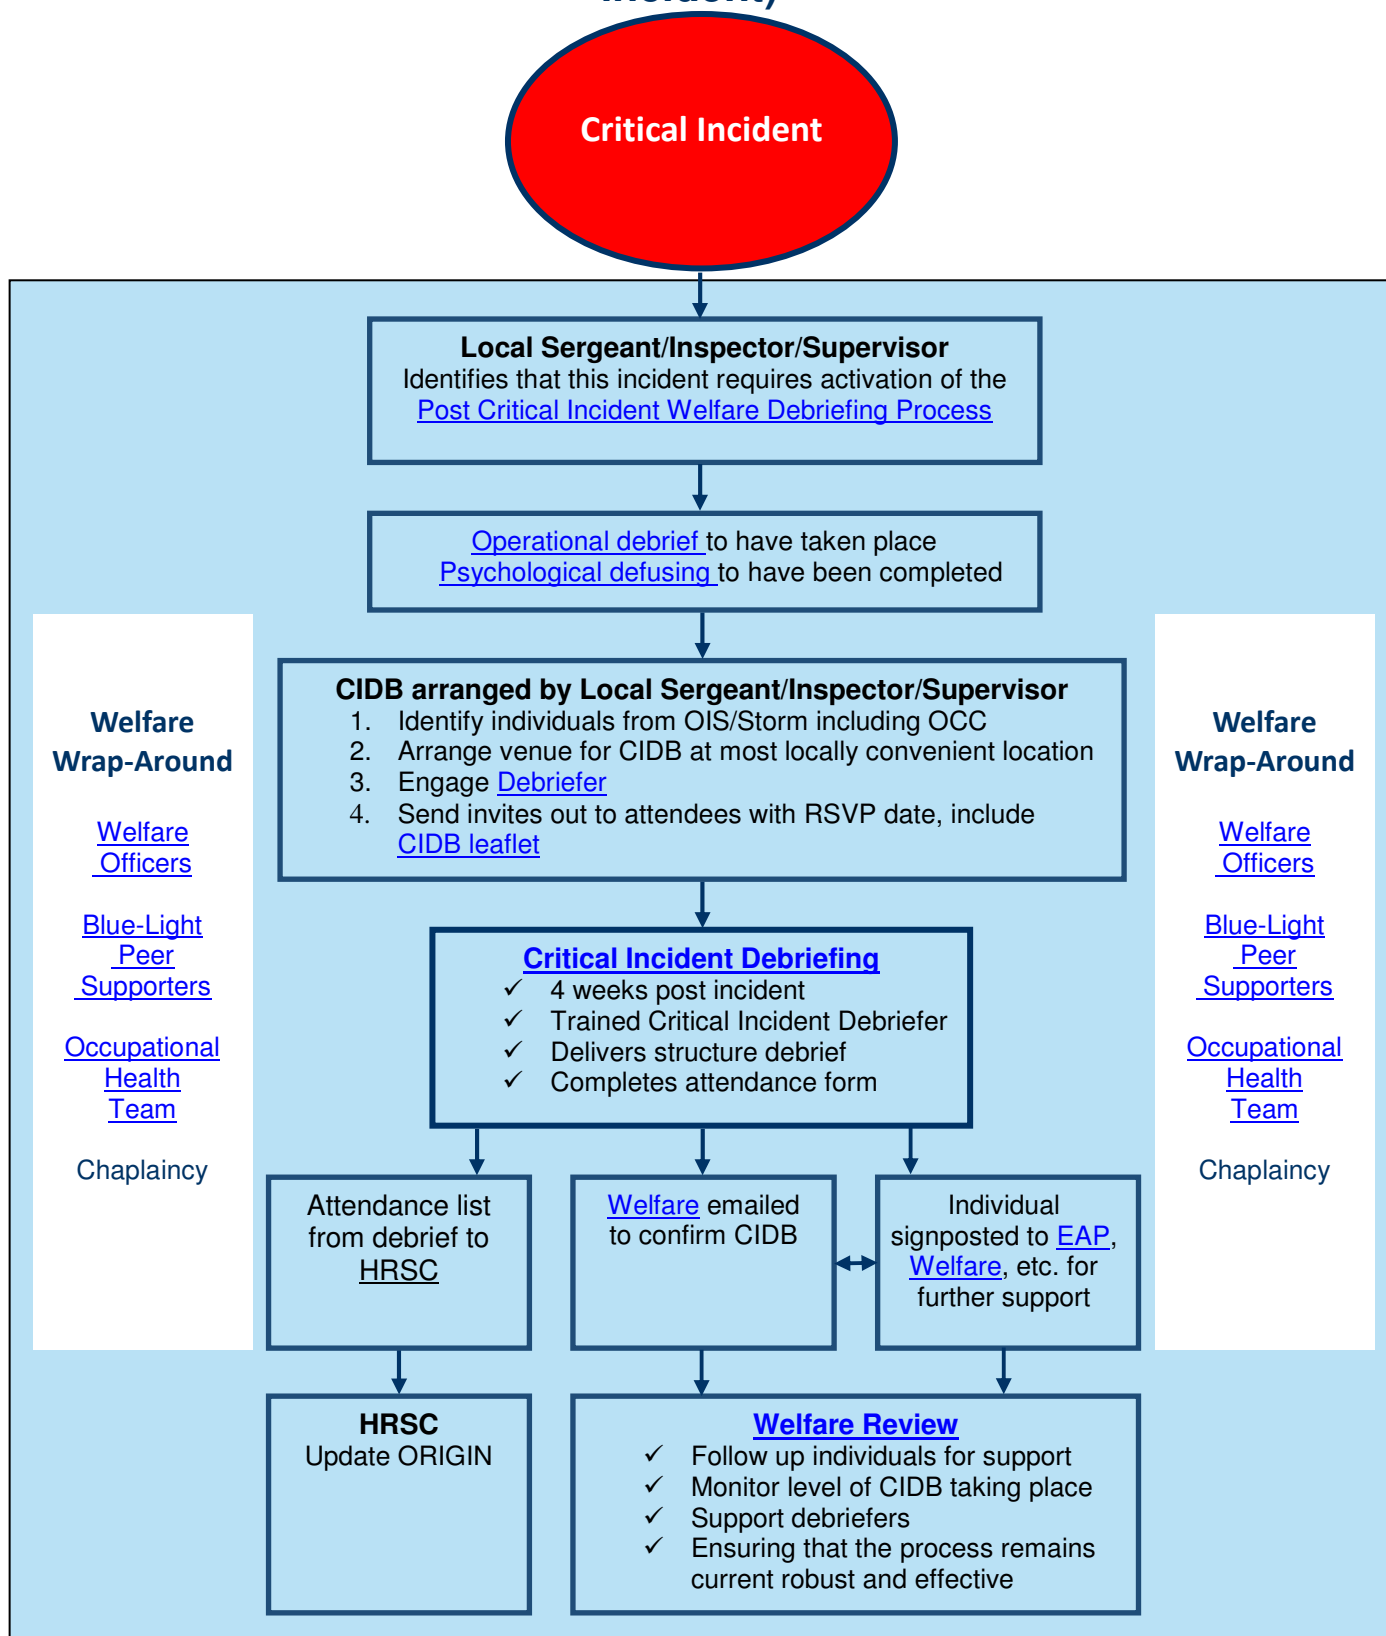 Incident)
Critical Incident
Local Sergeant/Inspector/Supervisor
Identifies that this incident requires activation of the
Post Critical Incident Welfare Debriefing Process
Operational debrief to have taken place
Psychological defusing to have been completed
CIDB arranged by Local Sergeant/Inspector/Supervisor
1. Identify individuals from OIS/Storm including OCC
2. Arrange venue for CIDB at most locally convenient location
3. Engage Debriefer
4. Send invites out to attendees with RSVP date, include
CIDB leaflet
Welfare
Wrap-Around
Welfare
Officers
Blue-Light
Peer
Supporters
Occupational
Health
Team
Chaplaincy
Welfare
Wrap-Around
Welfare
Officers
Blue-Light
Peer
Supporters
Occupational
Health
Team
Chaplaincy
Critical Incident Debriefing
✓ 4 weeks post incident
✓ Trained Critical Incident Debriefer
✓ Delivers structure debrief
✓ Completes attendance form
Attendance list
from debrief to
HRSC
Welfare emailed
to confirm CIDB
Individual
signposted to EAP,
Welfare, etc. for
further support
HRSC
Update ORIGIN
Welfare Review
✓ Follow up individuals for support
✓ Monitor level of CIDB taking place
✓ Support debriefers
✓ Ensuring that the process remains
current robust and effective